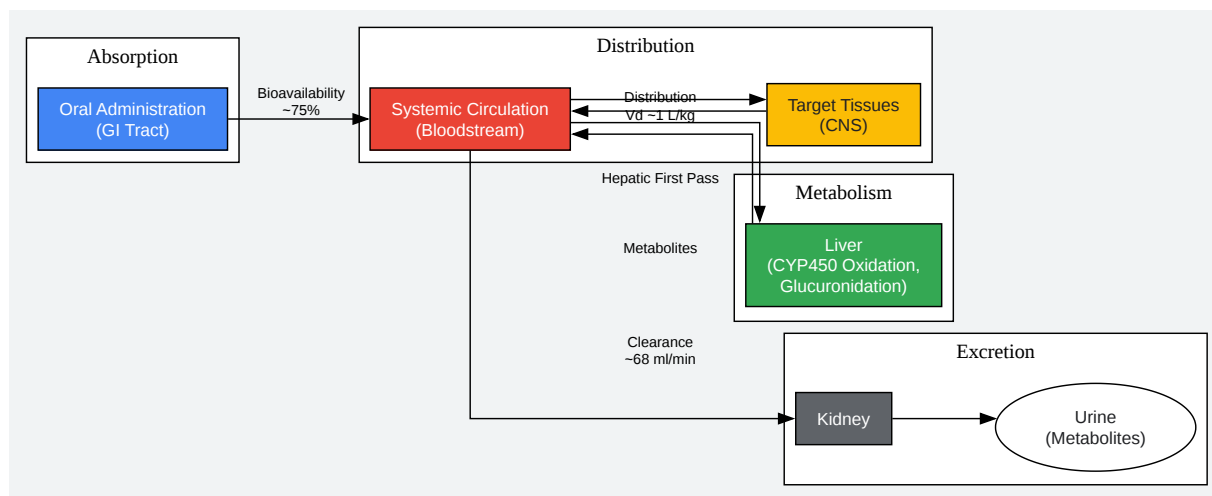 Absorption
Oral Administration
(GI Tract)
Bioavailability
~75%
Distribution
Systemic Circulation
(Bloodstream)
Distribution
Vd ~1 L/kg
Target Tissues
(CNS)
Hepatic First Pass
Metabolism
Metabolites
Liver
(CYP450 Oxidation,
Glucuronidation)
Clearance
~68 ml/min
Excretion
Kidney
Urine
(Metabolites)